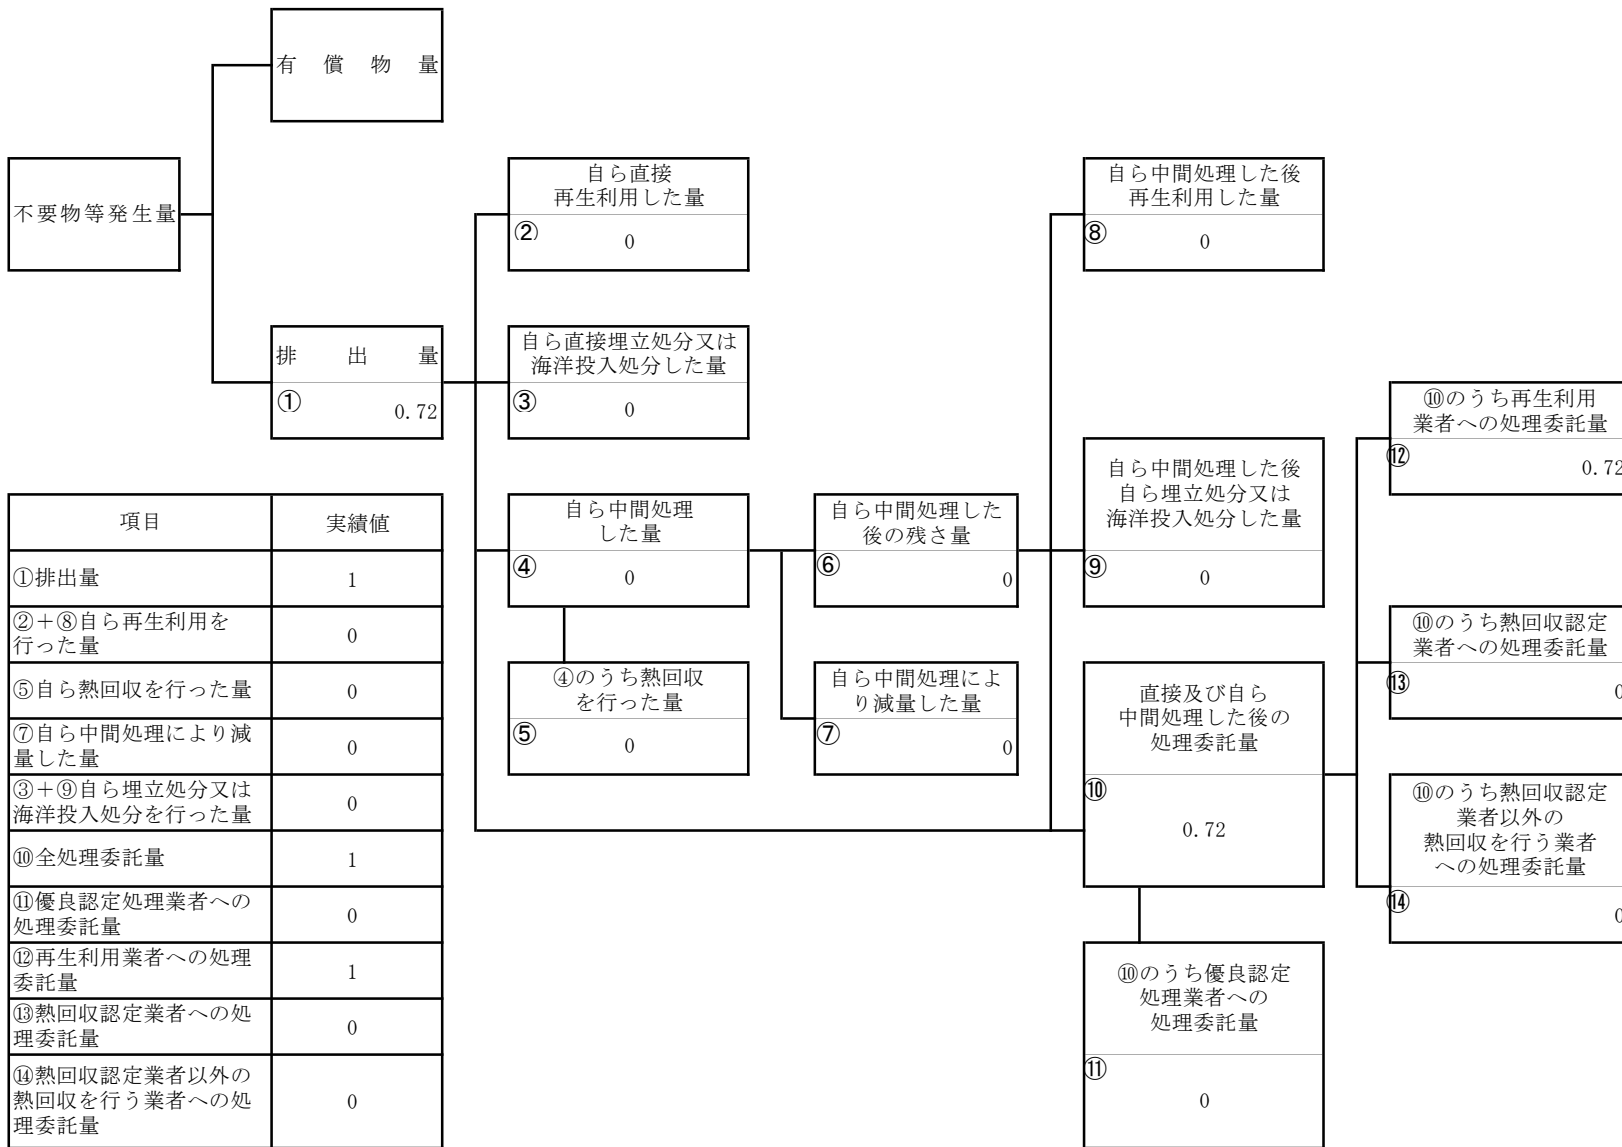 有償物量
不要物等発生量
自ら直接
再生利用した量
②
0
自ら中間処理した後
再生利用した量
⑧
0
排出量
①
0.72
自ら直接埋立処分又は
海洋投入処分した量
③
0
⑩のうち再生利用
業者への処理委託量
⑫
0.72
自ら中間処理
した量
④
0
自ら中間処理した
後の残さ量
⑥
0
自ら中間処理した後
自ら埋立処分又は
海洋投入処分した量
⑨
0
⑩のうち熱回収認定
業者への処理委託量
⑬
0
④のうち熱回収
を行った量
⑤
0
自ら中間処理によ
り減量した量
⑦
0
直接及び自ら
中間処理した後の
処理委託量
⑩
0.72
⑩のうち熱回収認定
業者以外の
熱回収を行う業者
への処理委託量
⑭
0
⑩のうち優良認定
処理業者への
処理委託量
⑪
0
項目 実績値
①排出量 1
②＋⑧自ら再生利用を
行った量 0
⑤自ら熱回収を行った量 0
⑦自ら中間処理により減
量した量 0
③＋⑨自ら埋立処分又は
海洋投入処分を行った量 0
⑩全処理委託量 1
⑪優良認定処理業者への
処理委託量 0
⑫再生利用業者への処理
委託量 1
⑬熱回収認定業者への処
理委託量 0
⑭熱回収認定業者以外の
熱回収を行う業者への処
理委託量 0